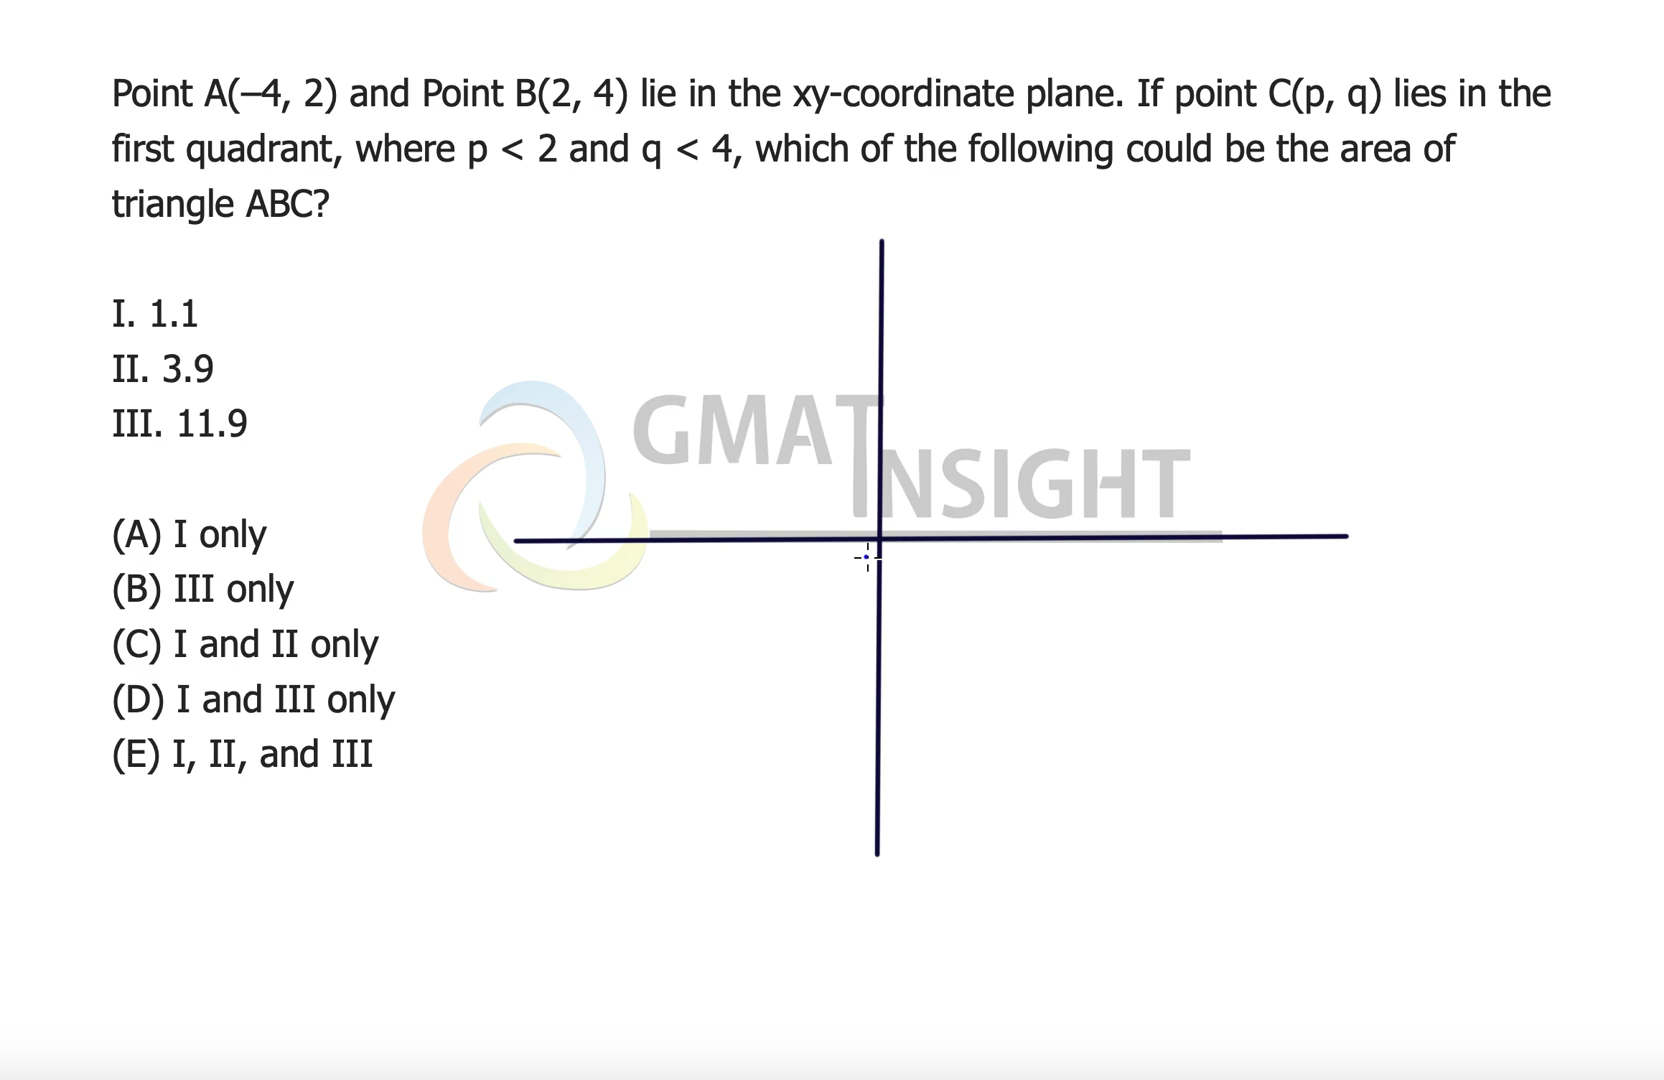 Point A(–4, 2) and Point B(2, 4) lie in the xy-coordinate plane. If point C(p, q) lies in the
first quadrant, where p < 2 and q < 4, which of the following could be the area of
triangle ABC?
I. 1.1
II. 3.9
III. 11.9
GMAT
INSIGHT
(A) I only
(B) III only
(C) I and II only
(D) I and III only
(E) I, II, and III